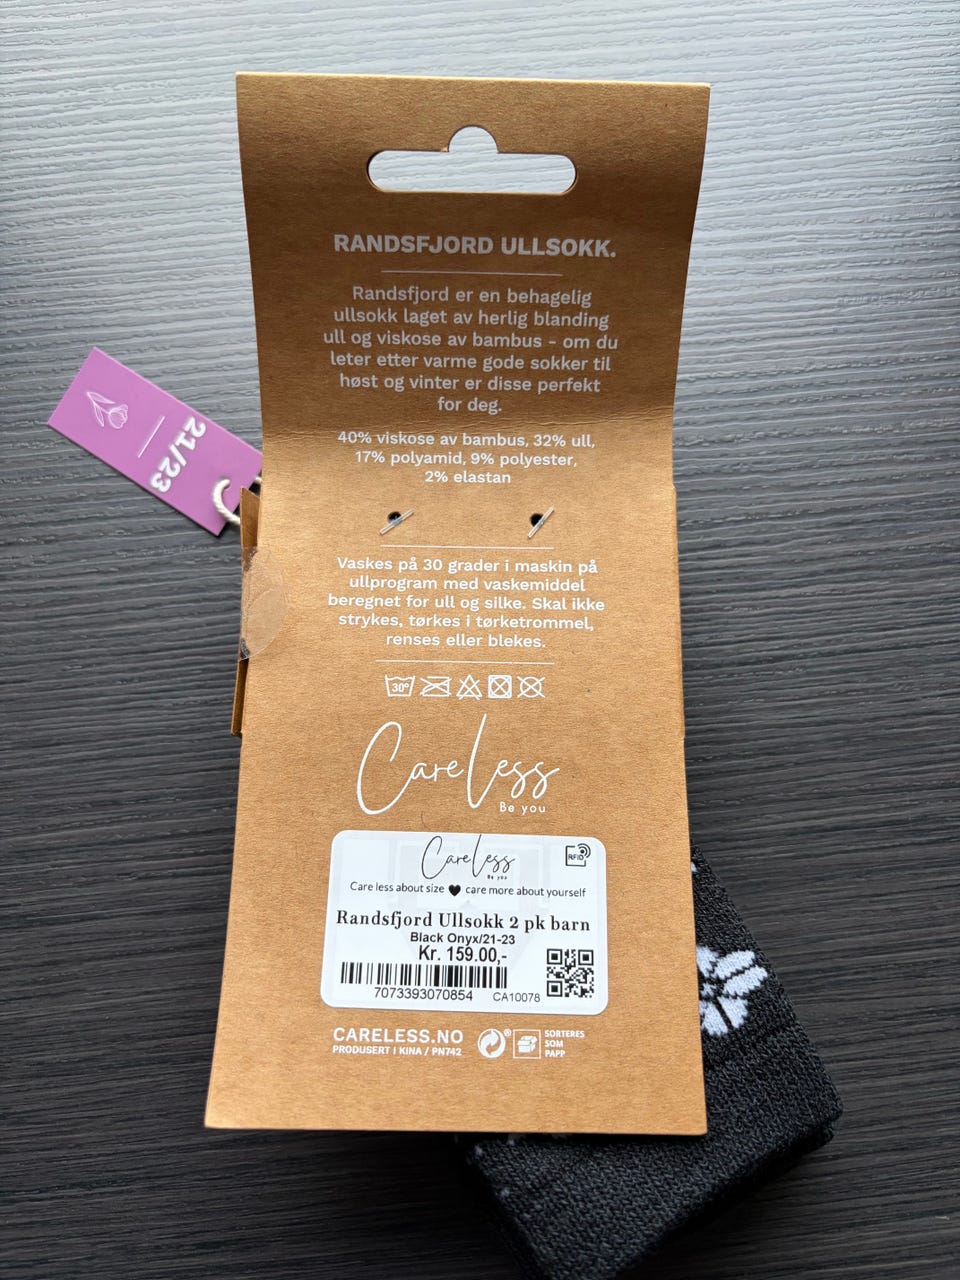 RANDSFJORD ULLSOKK.
Randsfjord er en behagelig
ullsokk laget av herlig blanding
ull og viskose av bambus - om du
leter etter varme gode sokker til
høst og vinter er disse perfekt
for deg.
40% viskose av bambus, 32% ull,
17% polyamid, 9% polyester,
2% elastan
21/23
Vaskes på 30 grader i maskin på
ullprogram med vaskemiddel
beregnet for ull og silke. Skal ikke
strykes, tørkes i tørketrommel,
renses eller blekes.
30°
Care Less
Be you
Care Less
Be you
RFID
Care less about size 🖤 care more about yourself
Randsfjord Ullsokk 2 pk barn
Black Onyx/21-23
Kr. 159.00,-
7073393070854 CA10078
CARELESS.NO
PRODUSERT I KINA / PN742
SORTERES
SOM
PAPP